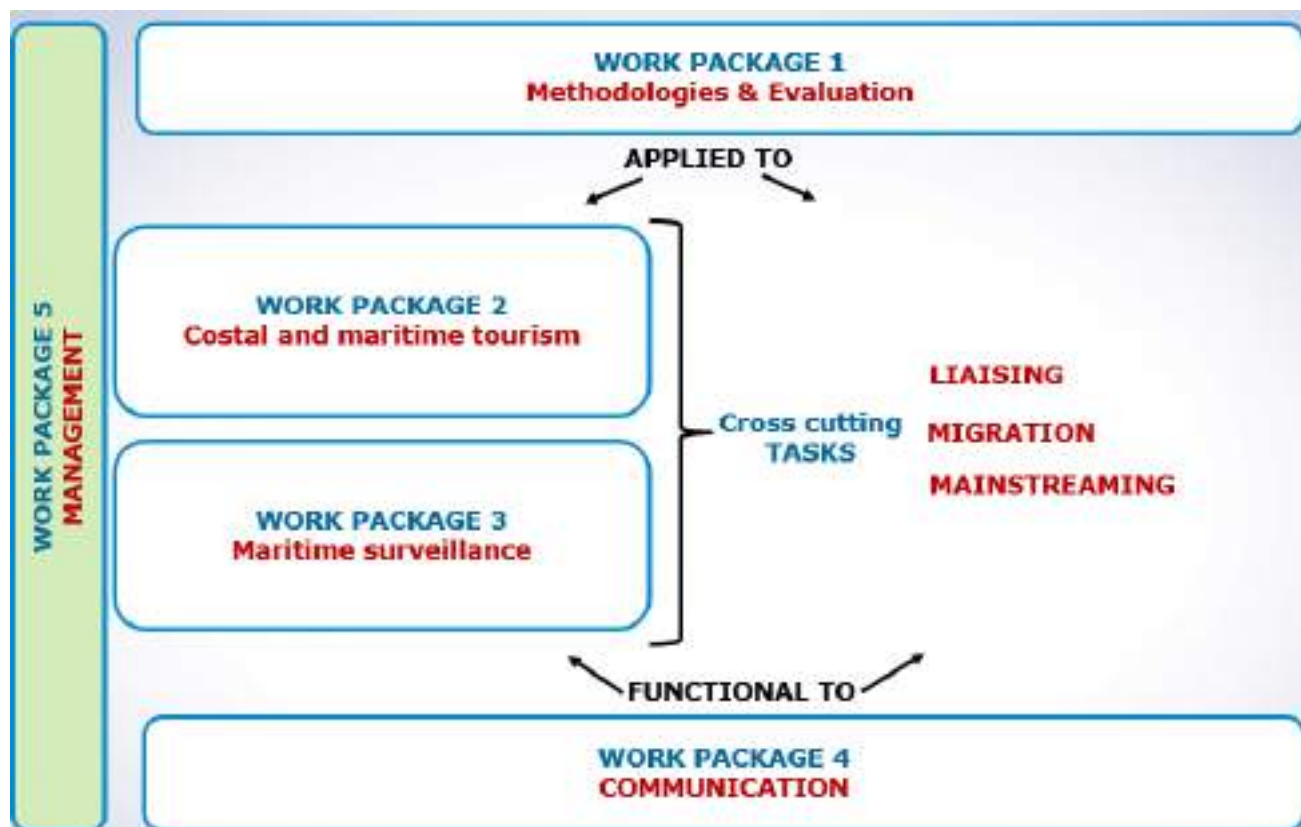 WORK PACKAGE 5
MANAGEMENT
WORK PACKAGE 1
Methodologies & Evaluation
APPLIED TO
WORK PACKAGE 2
Costal and maritime tourism
WORK PACKAGE 3
Maritime surveillance
Cross cutting
TASKS
LIAISING
MIGRATION
MAINSTREAMING
FUNCTIONAL TO
WORK PACKAGE 4
COMMUNICATION